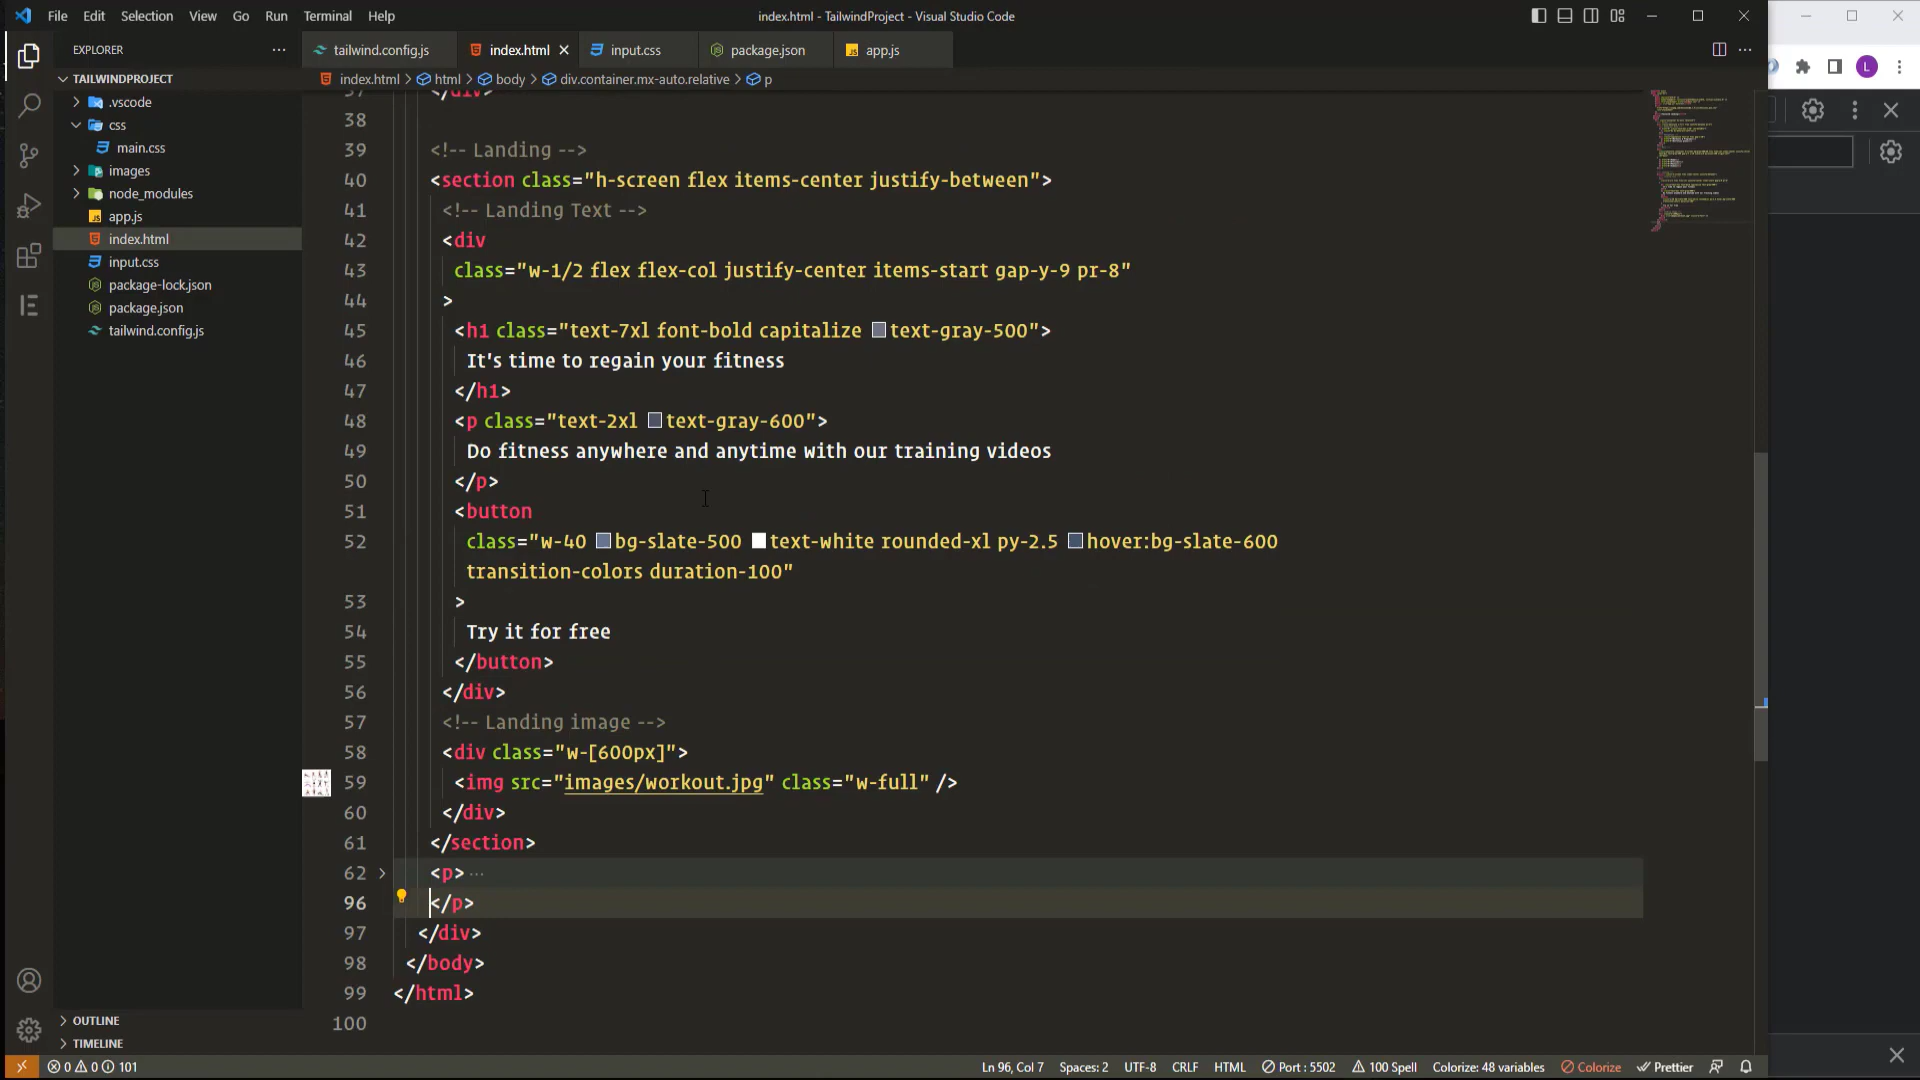 File Edit Selection View Go Run Terminal Help
index.html - TailwindProject - Visual Studio Code
EXPLORER
tailwind.config.js index.html input.css package.json app.js
TAILWINDPROJECT
index.html > html > body > div.container.mx-auto.relative > p
.vscode
css
main.css
images
node_modules
app.js
index.html
input.css
package-lock.json
package.json
tailwind.config.js
OUTLINE
TIMELINE
37 </div>
38
39 <!-- Landing -->
40 <section class="h-screen flex items-center justify-between">
41 <!-- Landing Text -->
42 <div
43 class="w-1/2 flex flex-col justify-center items-start gap-y-9 pr-8"
44 >
45 <h1 class="text-7xl font-bold capitalize text-gray-500">
46 It's time to regain your fitness
47 </h1>
48 <p class="text-2xl text-gray-600">
49 Do fitness anywhere and anytime with our training videos
50 </p>
51 <button
52 class="w-40 bg-slate-500 text-white rounded-xl py-2.5 hover:bg-slate-600
transition-colors duration-100"
53 >
54 Try it for free
55 </button>
56 </div>
57 <!-- Landing image -->
58 <div class="w-[600px]">
59 <img src="images/workout.jpg" class="w-full" />
60 </div>
61 </section>
62 <p> ...
96 </p>
97 </div>
98 </body>
99 </html>
100
L
0 0 101
Ln 96, Col 7 Spaces: 2 UTF-8 CRLF HTML Port : 5502 100 Spell Colorize: 48 variables Colorize Prettier